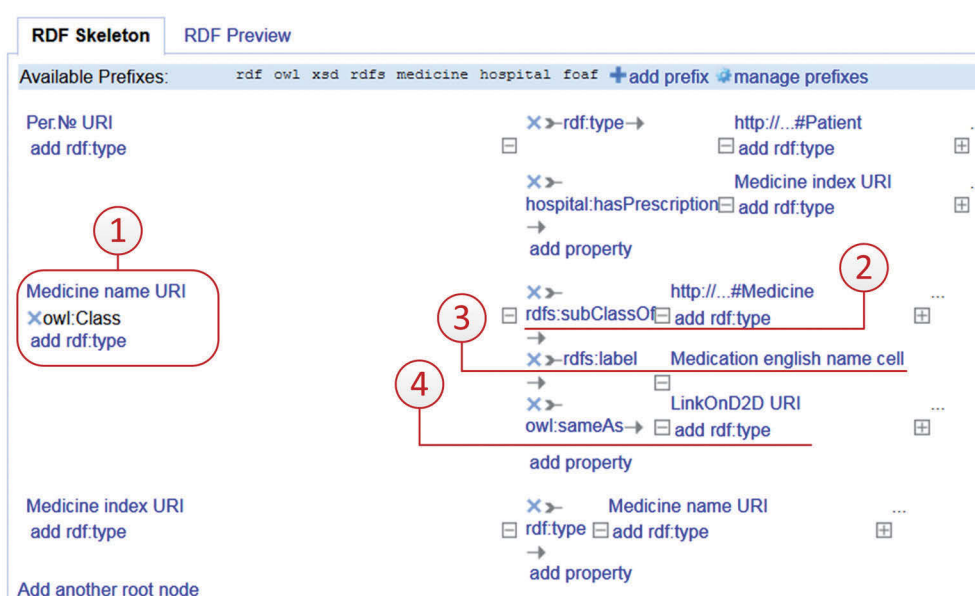 RDF Skeleton RDF Preview
Available Prefixes: rdf owl xsd rdfs medicine hospital foaf add prefix manage prefixes
Per.№ URI rdf:type http://...#Patient
add rdf:type add rdf:type
Medicine index URI
hospital:hasPrescription add rdf:type
add property
1
2
Medicine name URI http://...#Medicine ...
owl:Class rdfs:subClassOf add rdf:type
3
add rdf:type
rdfs:label Medication english name cell
4
LinkOnD2D URI ...
owl:sameAs add rdf:type
add property
Medicine index URI Medicine name URI ...
add rdf:type rdf:type add rdf:type
add property
Add another root node